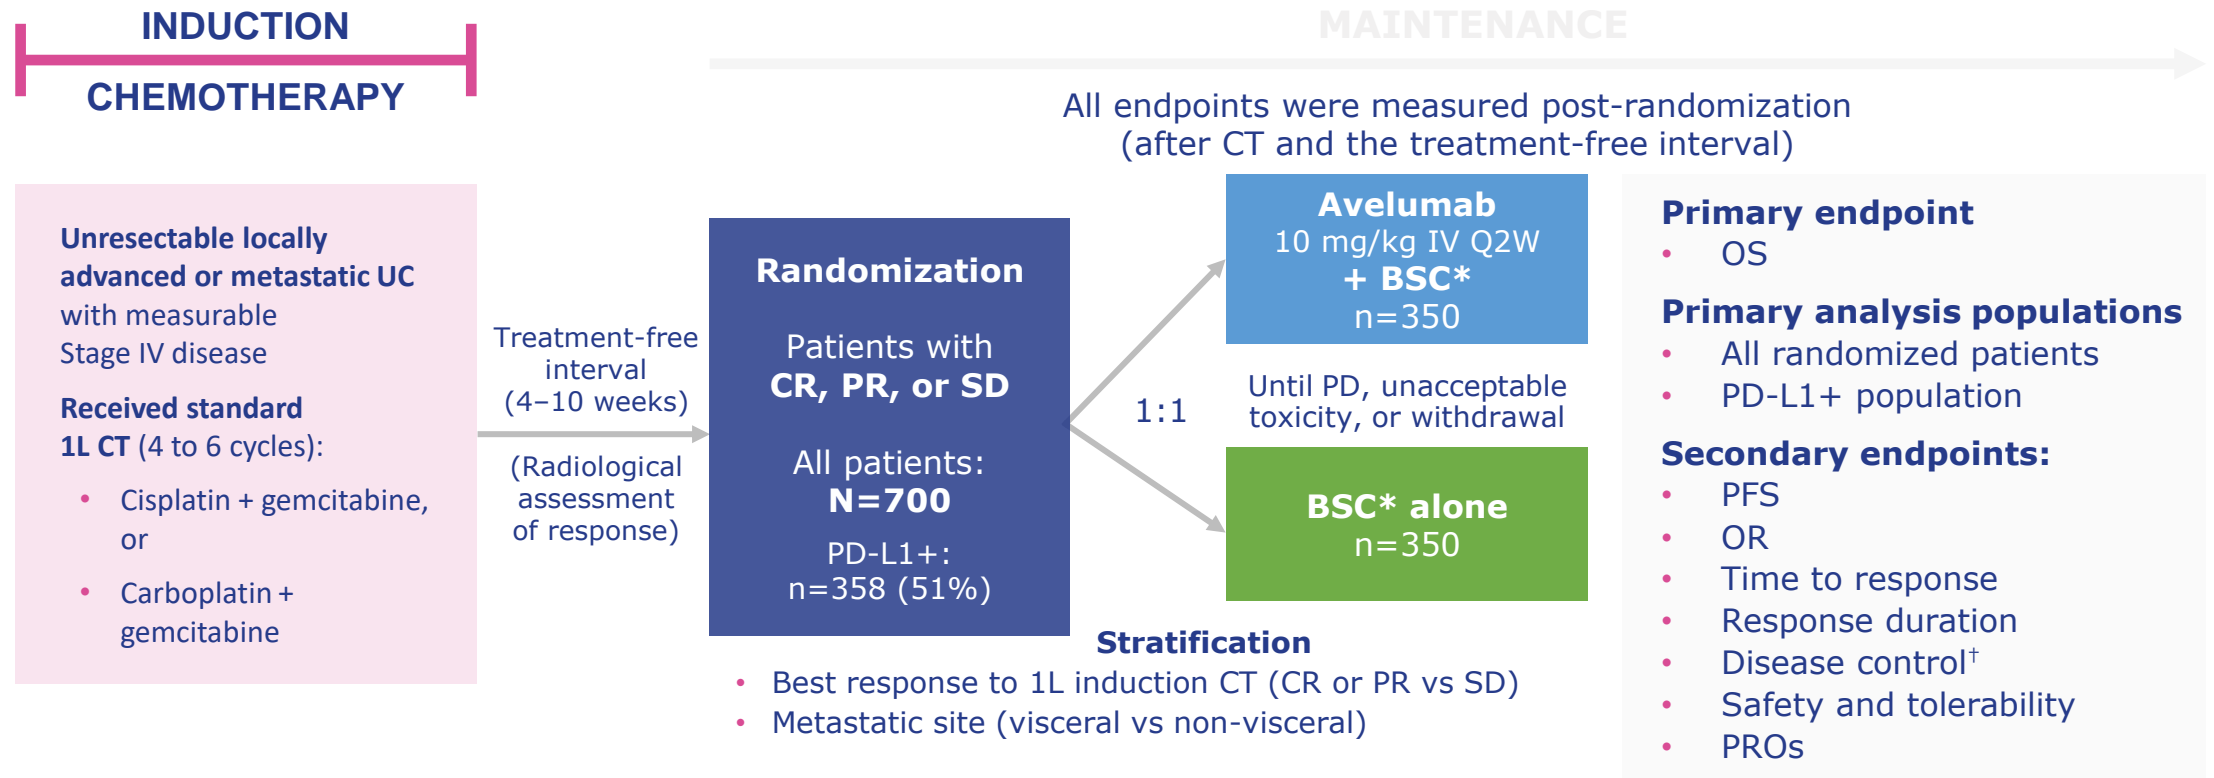 INDUCTION
CHEMOTHERAPY
MAINTENANCE
All endpoints were measured post-randomization
(after CT and the treatment-free interval)
Unresectable locally
advanced or metastatic UC
with measurable
Stage IV disease
Received standard
1L CT (4 to 6 cycles):
• Cisplatin + gemcitabine,
or
• Carboplatin +
gemcitabine
Treatment-free
interval
(4–10 weeks)
(Radiological
assessment
of response)
Randomization
Patients with
CR, PR, or SD
All patients:
N=700
PD-L1+:
n=358 (51%)
1:1
Avelumab
10 mg/kg IV Q2W
+ BSC*
n=350
Until PD, unacceptable
toxicity, or withdrawal
BSC* alone
n=350
Stratification
• Best response to 1L induction CT (CR or PR vs SD)
• Metastatic site (visceral vs non-visceral)
Primary endpoint
• OS
Primary analysis populations
• All randomized patients
• PD-L1+ population
Secondary endpoints:
• PFS
• OR
• Time to response
• Response duration
• Disease control†
• Safety and tolerability
• PROs